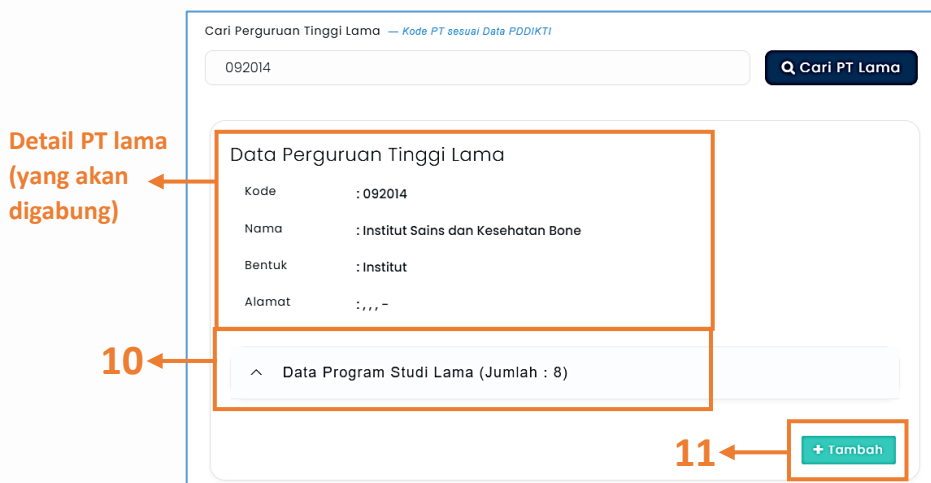 Cari Perguruan Tinggi Lama — Kode PT sesuai Data PDDIKTI
092014
Cari PT Lama
Detail PT lama
(yang akan
digabung)
Data Perguruan Tinggi Lama
Kode : 092014
Nama : Institut Sains dan Kesehatan Bone
Bentuk : Institut
Alamat : , , , -
10
Data Program Studi Lama (Jumlah : 8)
11
+ Tambah